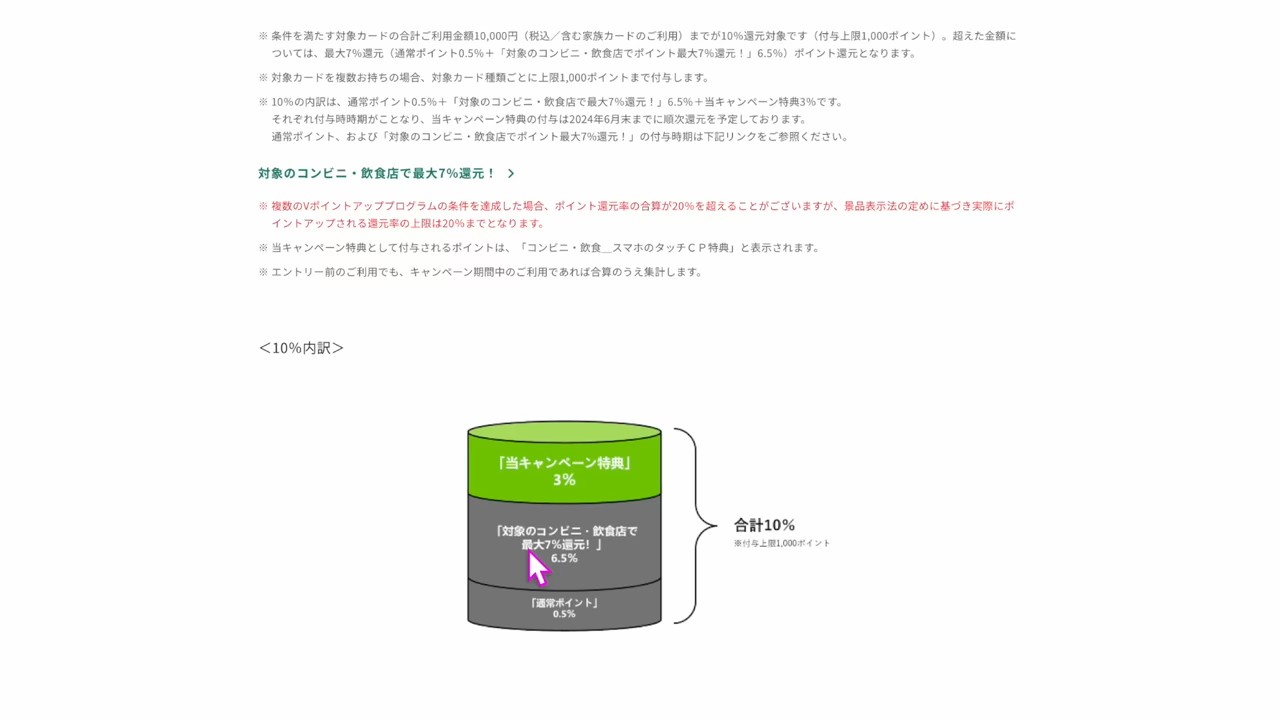 ※ 条件を満たす対象カードの合計ご利用金額10,000円（税込／含む家族カードのご利用）までが10%還元対象です（付与上限1,000ポイント）。超えた金額に
ついては、最大7%還元（通常ポイント0.5%＋「対象のコンビニ・飲食店でポイント最大7%還元！」6.5%）ポイント還元となります。
※ 対象カードを複数お持ちの場合、対象カード種類ごとに上限1,000ポイントまで付与します。
※ 10%の内訳は、通常ポイント0.5%＋「対象のコンビニ・飲食店で最大7%還元！」6.5%＋当キャンペーン特典3%です。
それぞれ付与時時期がことなり、当キャンペーン特典の付与は2024年6月末までに順次還元を予定しております。
通常ポイント、および「対象のコンビニ・飲食店でポイント最大7%還元！」の付与時期は下記リンクをご参照ください。
対象のコンビニ・飲食店で最大7%還元！ >
※ 複数のVポイントアッププログラムの条件を達成した場合、ポイント還元率の合算が20%を超えることがございますが、景品表示法の定めに基づき実際にポ
イントアップされる還元率の上限は20%までとなります。
※ 当キャンペーン特典として付与されるポイントは、「コンビニ・飲食＿スマホのタッチＣＰ特典」と表示されます。
※ エントリー前のご利用でも、キャンペーン期間中のご利用であれば合算のうえ集計します。
＜10%内訳＞
「当キャンペーン特典」
3%
「対象のコンビニ・飲食店で
最大7%還元！」
6.5%
「通常ポイント」
0.5%
合計10%
※付与上限1,000ポイント